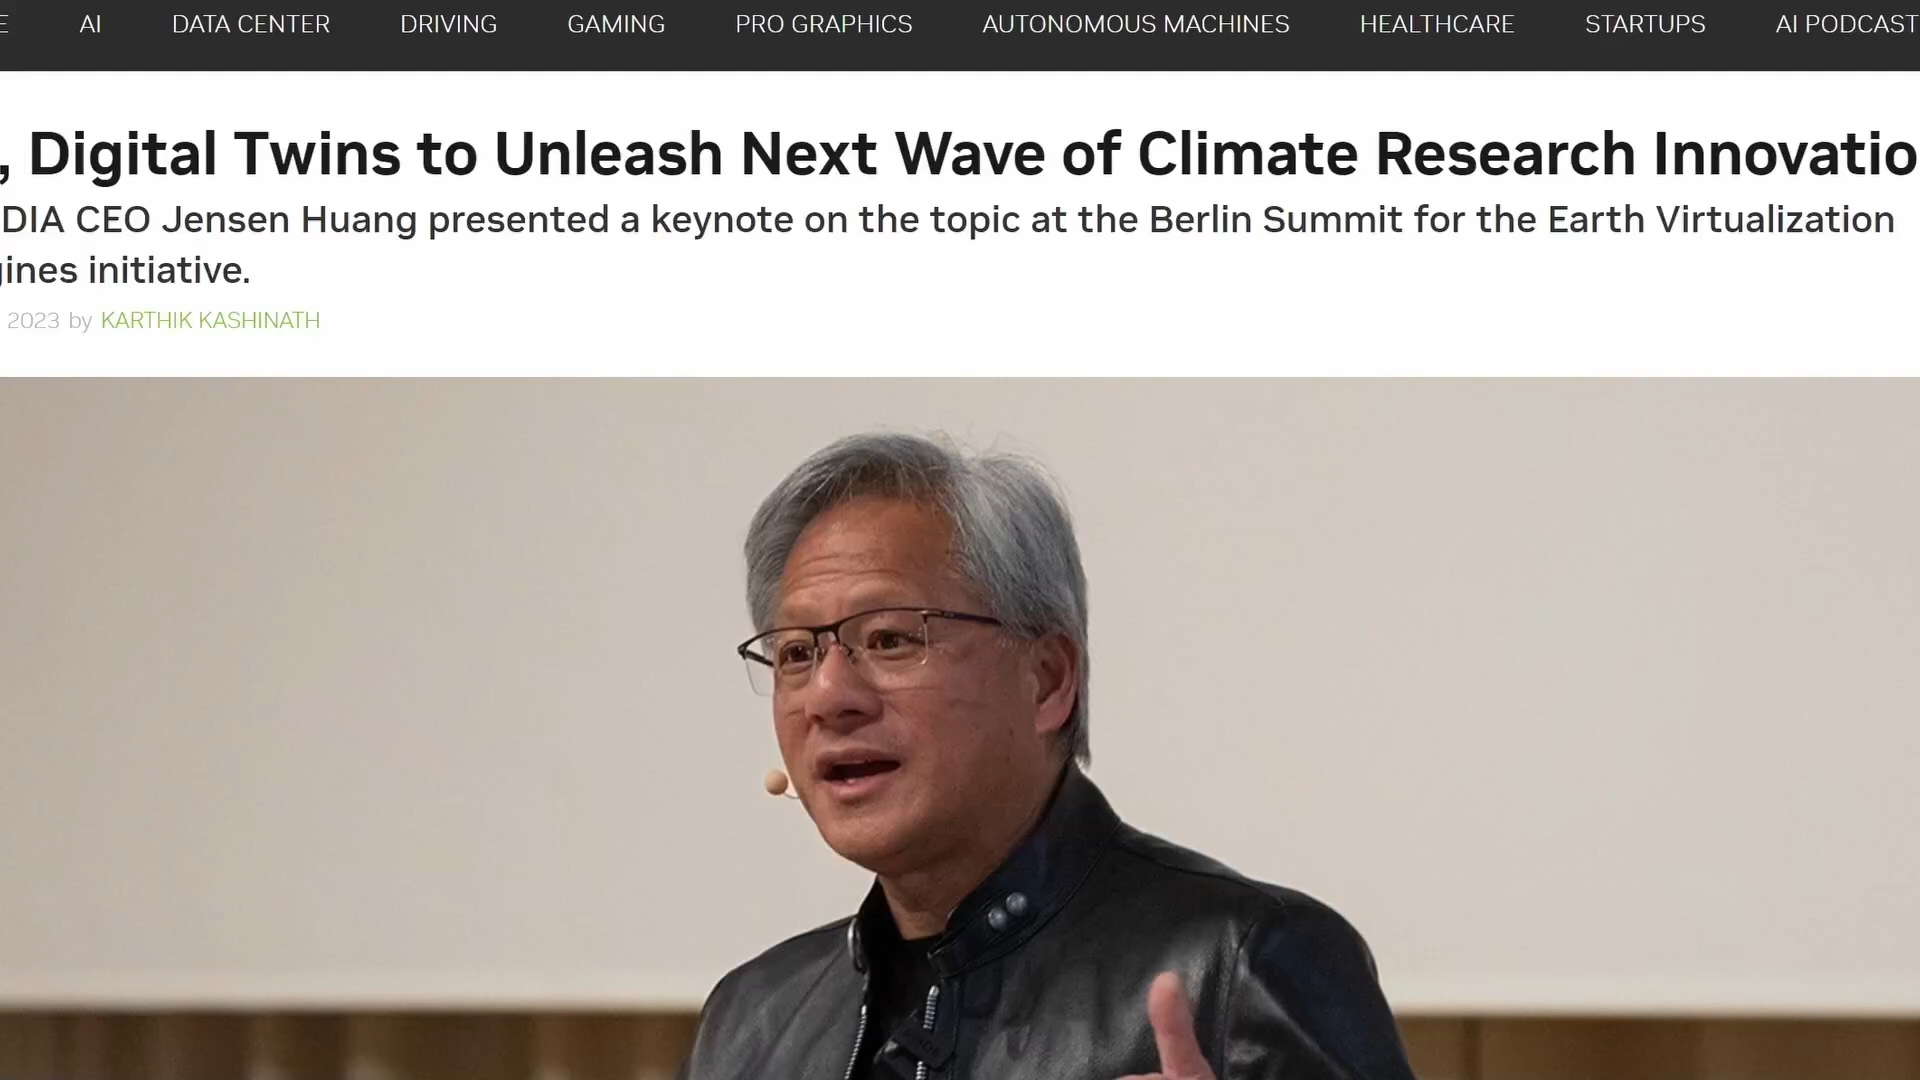 E AI DATA CENTER DRIVING GAMING PRO GRAPHICS AUTONOMOUS MACHINES HEALTHCARE STARTUPS AI PODCAST
, Digital Twins to Unleash Next Wave of Climate Research Innovatio
DIA CEO Jensen Huang presented a keynote on the topic at the Berlin Summit for the Earth Virtualization
gines initiative.
2023 by KARTHIK KASHINATH